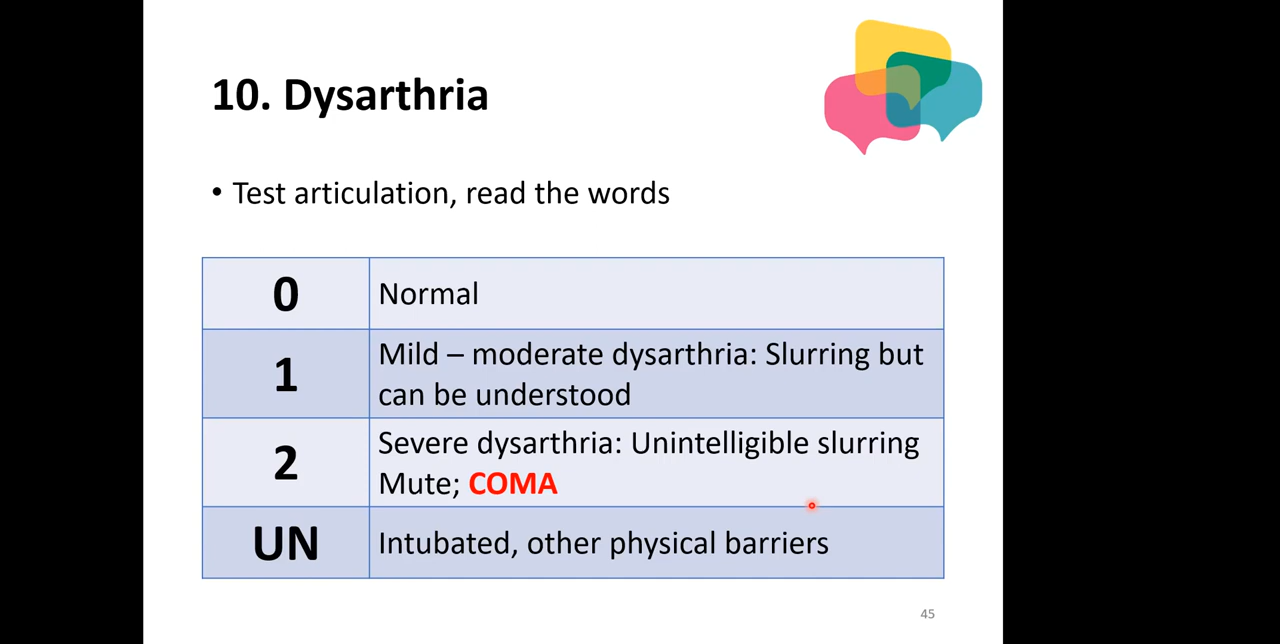 10. Dysarthria
• Test articulation, read the words
0
Normal
1
Mild – moderate dysarthria: Slurring but
can be understood
2
Severe dysarthria: Unintelligible slurring
Mute; COMA
UN
Intubated, other physical barriers
45